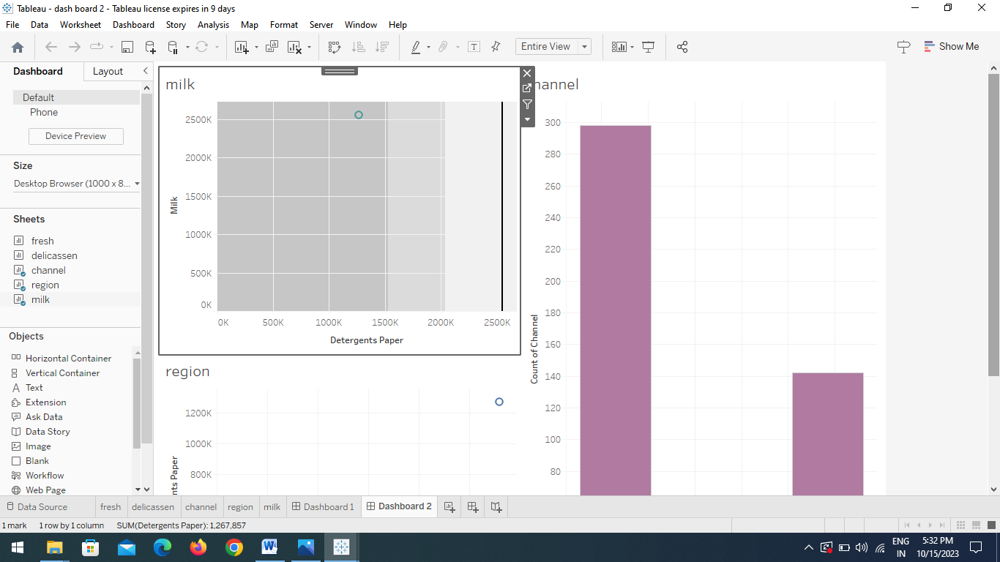 Tableau - dash board 2 - Tableau license expires in 9 days
File Data Worksheet Dashboard Story Analysis Map Format Server Window Help
Entire View
Show Me
Dashboard Layout
Default
Phone
Device Preview
Size
Desktop Browser (1000 x 8...
Sheets
fresh
delicassen
channel
region
milk
Objects
Horizontal Container
Vertical Container
Text
Extension
Ask Data
Data Story
Image
Blank
Workflow
Web Page
milk
2500K
2000K
1500K
1000K
500K
0K
Milk
0K 500K 1000K 1500K 2000K 2500K
Detergents Paper
region
1200K
1000K
800K
nts Paper
hannel
300
280
260
240
220
200
180
160
140
120
100
80
Count of Channel
Data Source fresh delicassen channel region milk Dashboard 1 Dashboard 2
1 mark 1 row by 1 column SUM(Detergents Paper): 1,267,857
ENG
IN
5:32 PM
10/15/2023